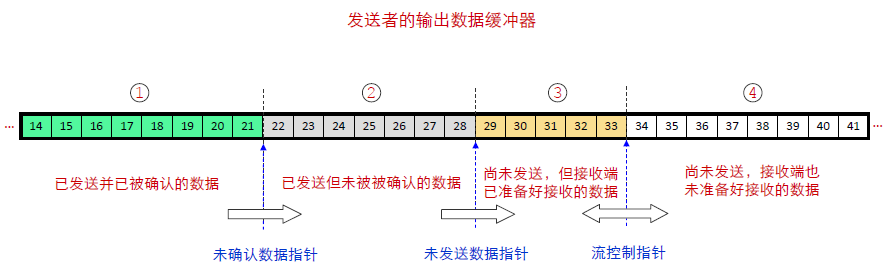 发送者的输出数据缓冲器
① ② ③ ④
... 14 15 16 17 18 19 20 21 22 23 24 25 26 27 28 29 30 31 32 33 34 35 36 37 38 39 40 41 ...
已发送并已被确认的数据
已发送但未被被确认的数据
尚未发送，但接收端
已准备好接收的数据
尚未发送，接收端也
未准备好接收的数据
未确认数据指针
未发送数据指针
流控制指针